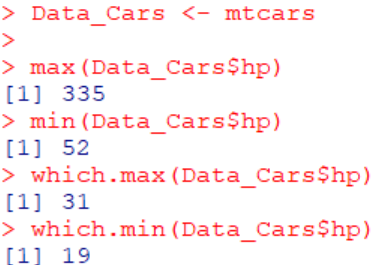 > Data_Cars <- mtcars
>
> max(Data_Cars$hp)
[1] 335
> min(Data_Cars$hp)
[1] 52
> which.max(Data_Cars$hp)
[1] 31
> which.min(Data_Cars$hp)
[1] 19